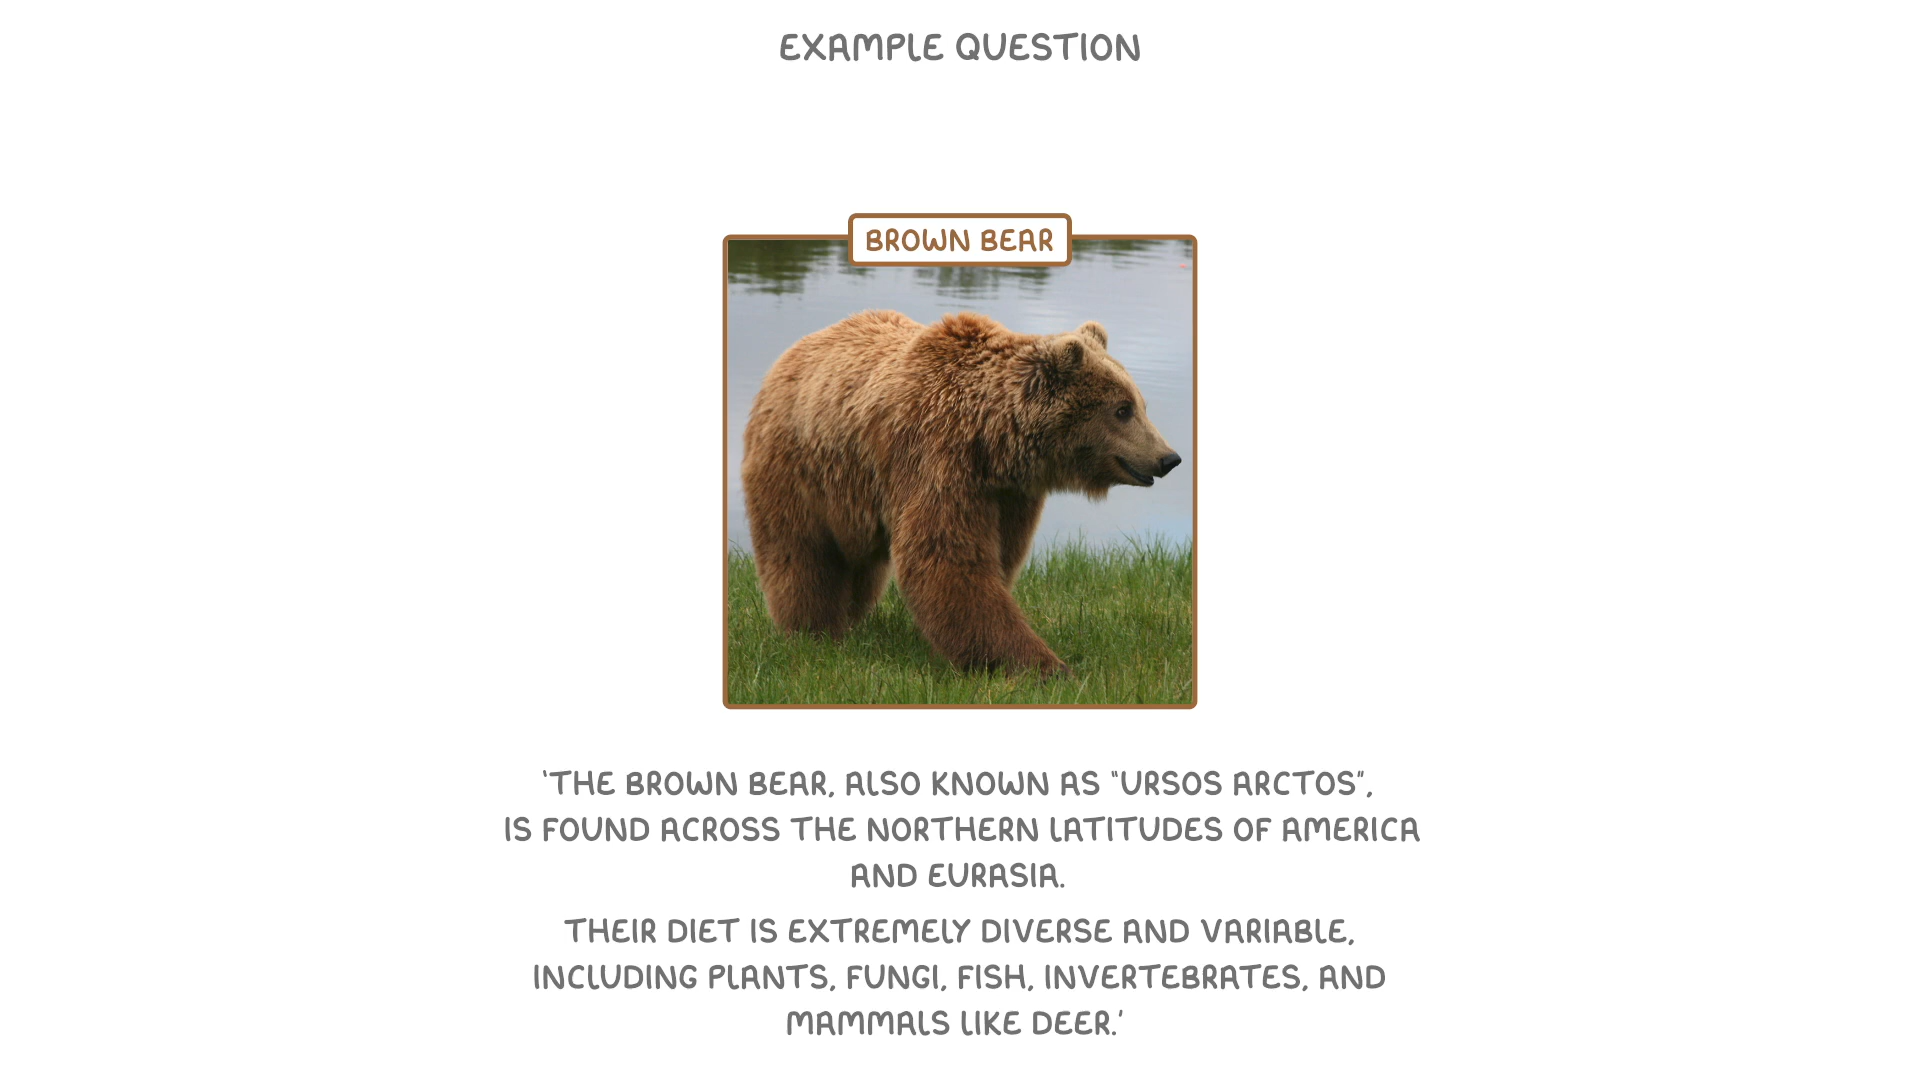 EXAMPLE QUESTION
BROWN BEAR
'THE BROWN BEAR, ALSO KNOWN AS "URSOS ARCTOS",
IS FOUND ACROSS THE NORTHERN LATITUDES OF AMERICA
AND EURASIA.
THEIR DIET IS EXTREMELY DIVERSE AND VARIABLE,
INCLUDING PLANTS, FUNGI, FISH, INVERTEBRATES, AND
MAMMALS LIKE DEER.'